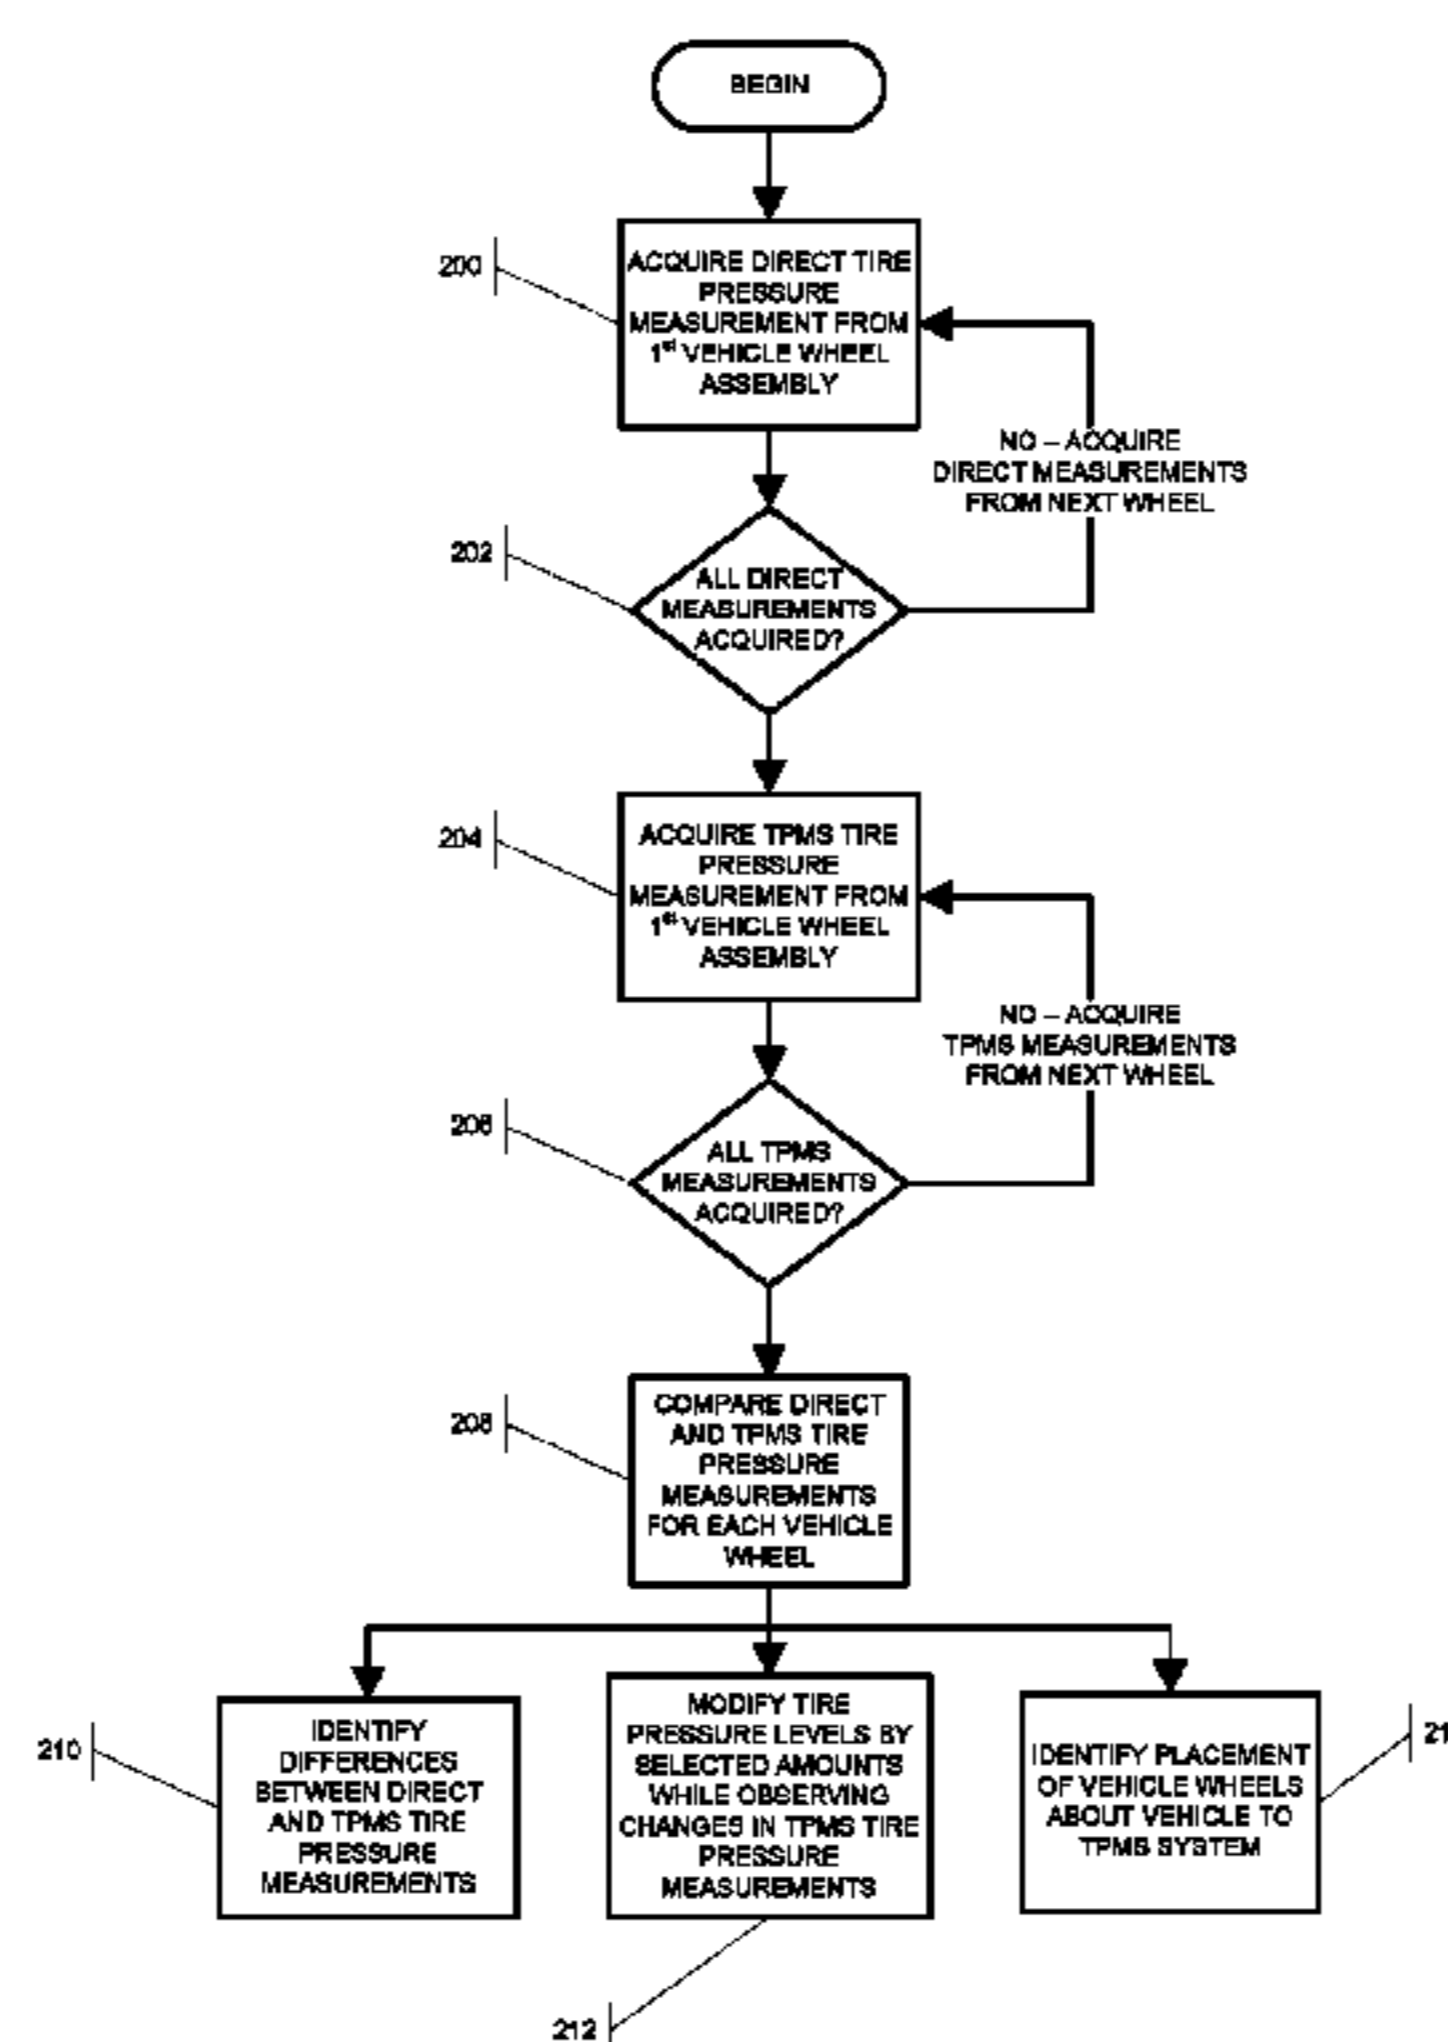 BEGIN
200
ACQUIRE DIRECT TIRE
PRESSURE
MEASUREMENT FROM
1st VEHICLE WHEEL
ASSEMBLY
NO – ACQUIRE
DIRECT MEASUREMENTS
FROM NEXT WHEEL
202
ALL DIRECT
MEASUREMENTS
ACQUIRED?
204
ACQUIRE TPMS TIRE
PRESSURE
MEASUREMENT FROM
1st VEHICLE WHEEL
ASSEMBLY
NO – ACQUIRE
TPMS MEASUREMENTS
FROM NEXT WHEEL
206
ALL TPMS
MEASUREMENTS
ACQUIRED?
208
COMPARE DIRECT
AND TPMS TIRE
PRESSURE
MEASUREMENTS
FOR EACH VEHICLE
WHEEL
210
IDENTIFY
DIFFERENCES
BETWEEN DIRECT
AND TPMS TIRE
PRESSURE
MEASUREMENTS
MODIFY TIRE
PRESSURE LEVELS BY
SELECTED AMOUNTS
WHILE OBSERVING
CHANGES IN TPMS TIRE
PRESSURE
MEASUREMENTS
212
IDENTIFY PLACEMENT
OF VEHICLE WHEELS
ABOUT VEHICLE TO
TPMS SYSTEM